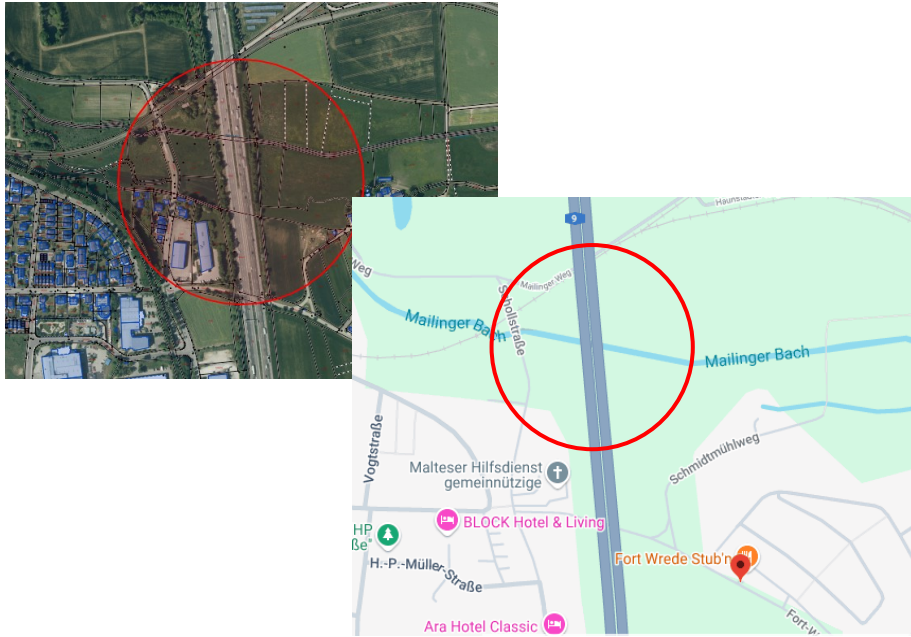 Haunstäd
9
Weg
Mailinger Weg
Schollstraße
Mailinger Bach
Mailinger Bach
Schmidtmühlweg
Vogtstraße
Malteser Hilfsdienst
gemeinnützige
BLOCK Hotel & Living
HP
ße"
Fort Wrede Stub'n
H.-P.-Müller-Straße
Fort-W
Ara Hotel Classic